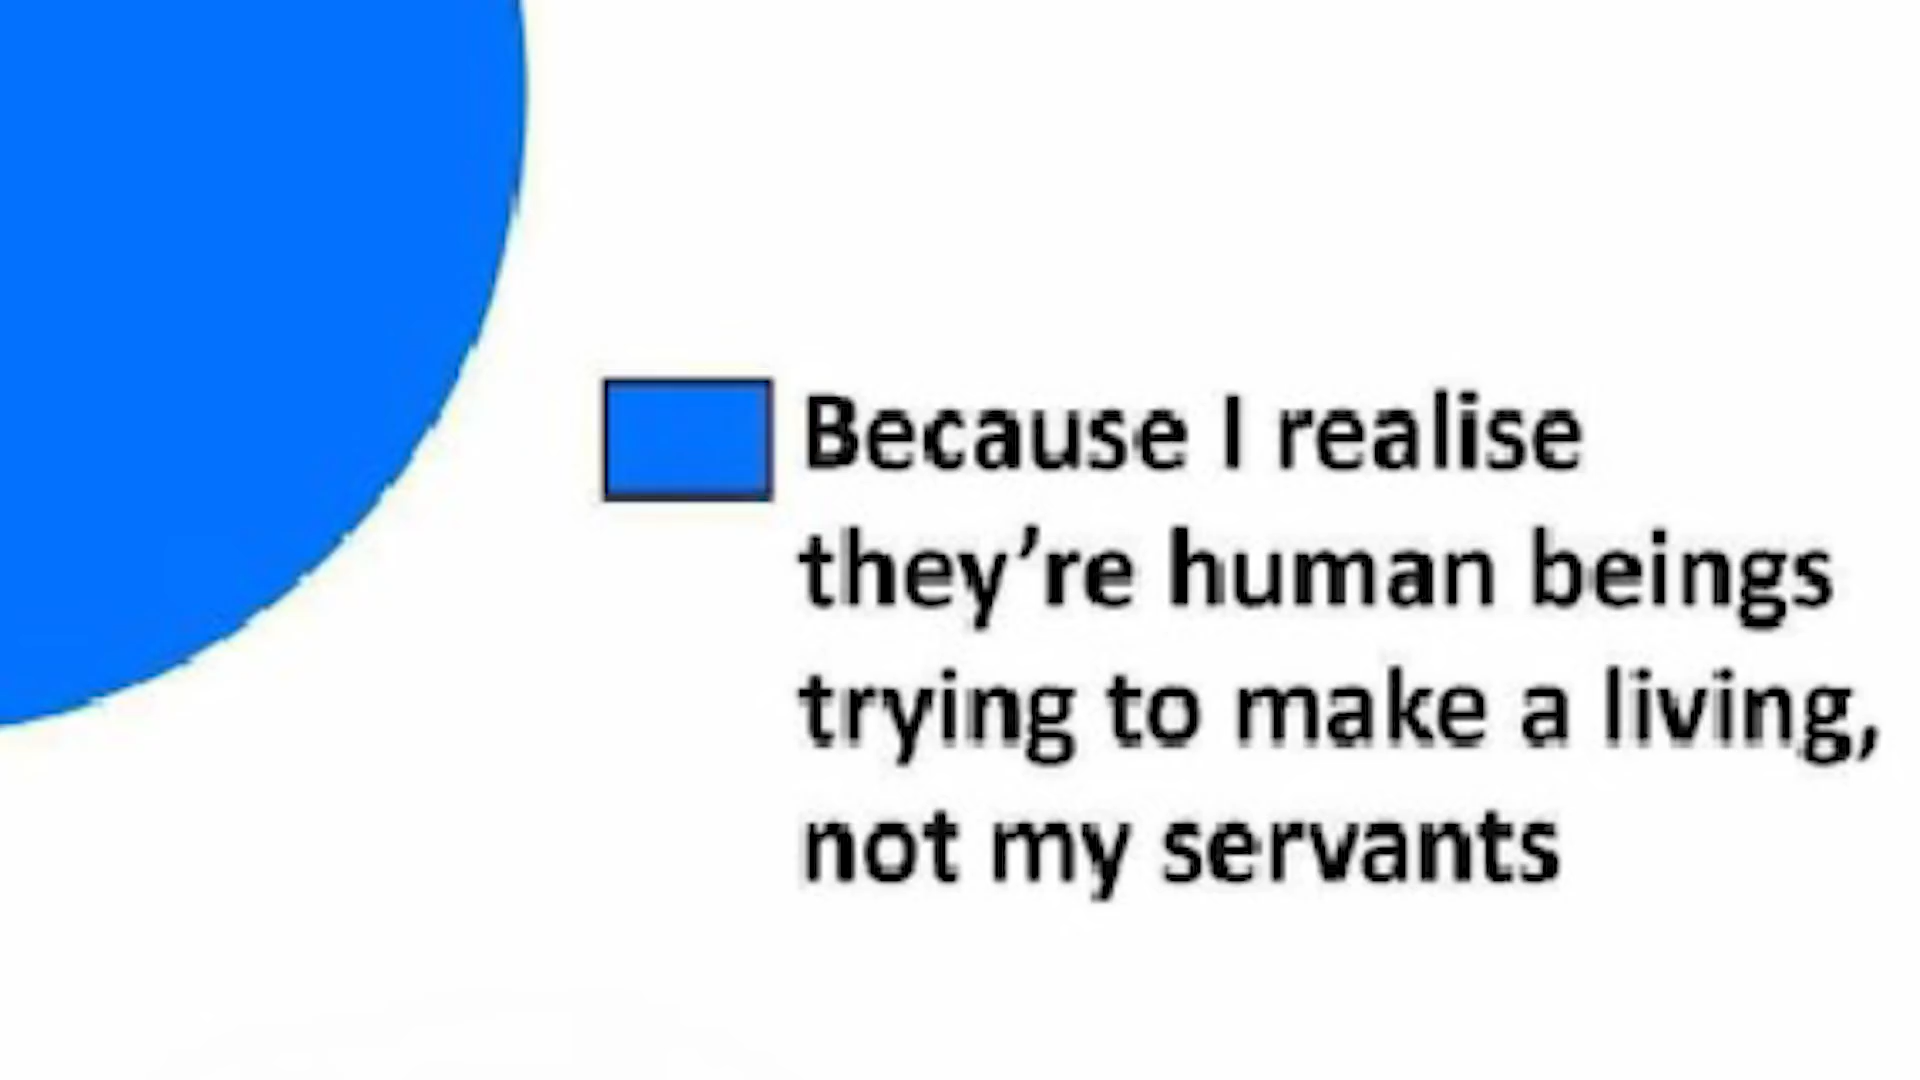 Because I realise
they’re human beings
trying to make a living,
not my servants